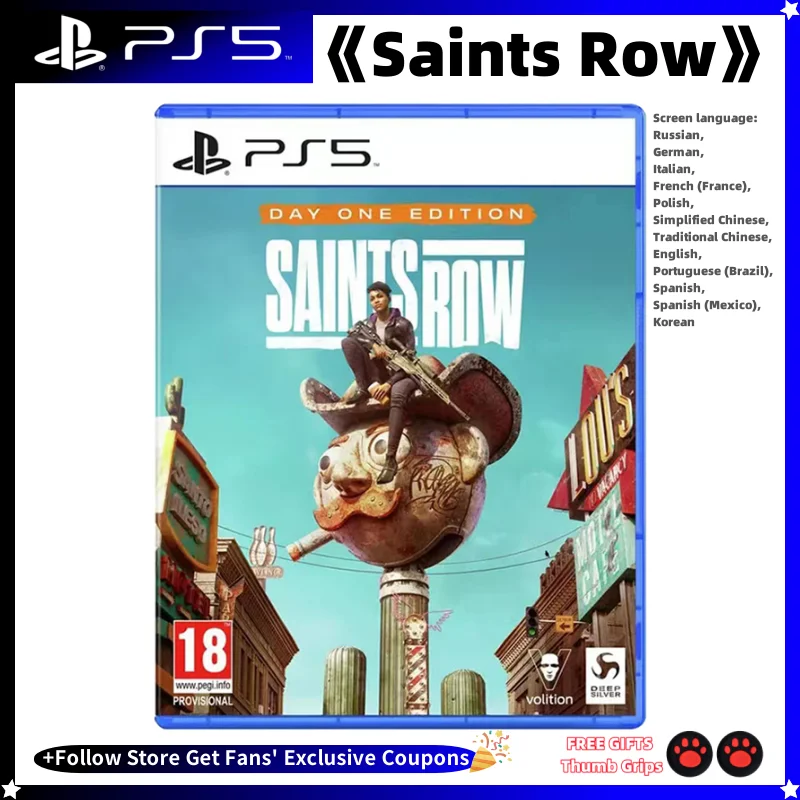 PS5
《Saints Row》
Screen language:
Russian,
German,
Italian,
French (France),
Polish,
Simplified Chinese,
Traditional Chinese,
English,
Portuguese (Brazil),
Spanish,
Spanish (Mexico),
Korean
PS5
DAY ONE EDITION
SAINTS ROW
LOU'S
VACANCY
18
www.pegi.info
PROVISIONAL
volition
DEEP
SILVER
+Follow Store Get Fans' Exclusive Coupons
FREE GIFTS
Thumb Grips